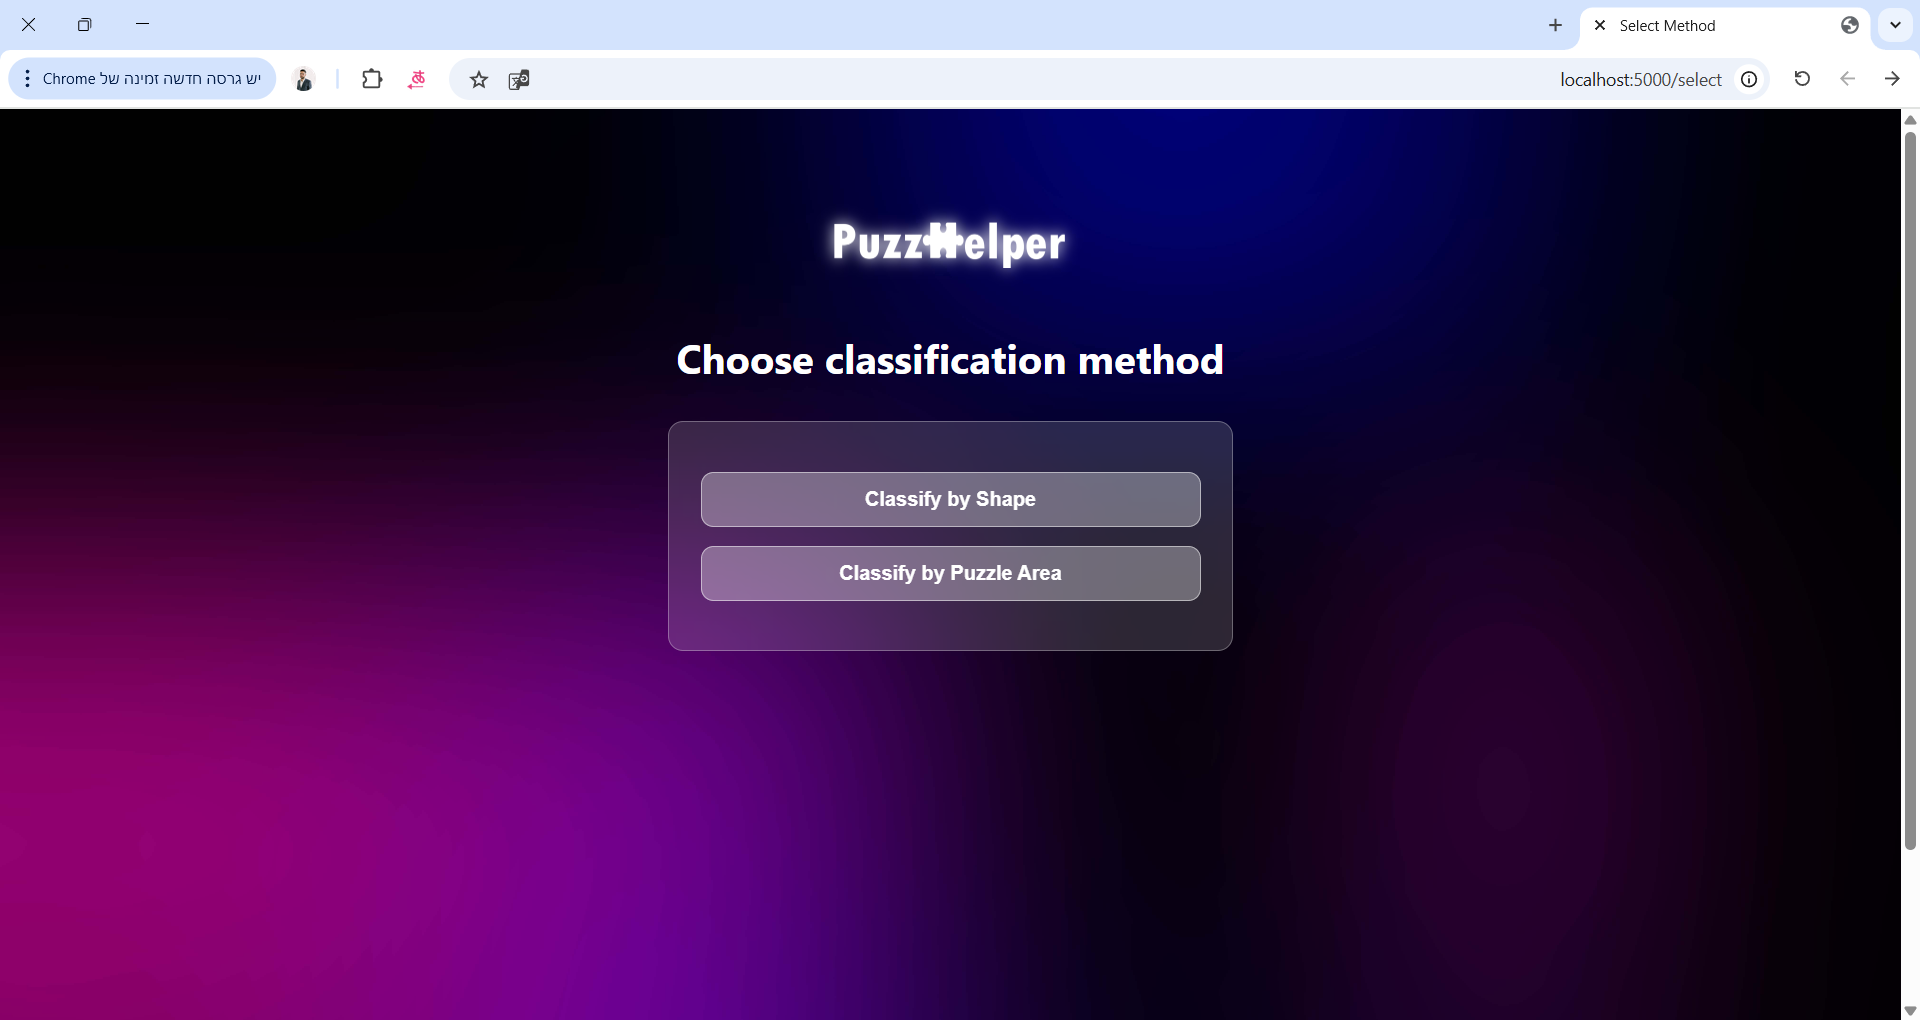 Select Method
יש גרסה חדשה זמינה של Chrome
localhost:5000/select
PuzzHelper
Choose classification method
Classify by Shape
Classify by Puzzle Area